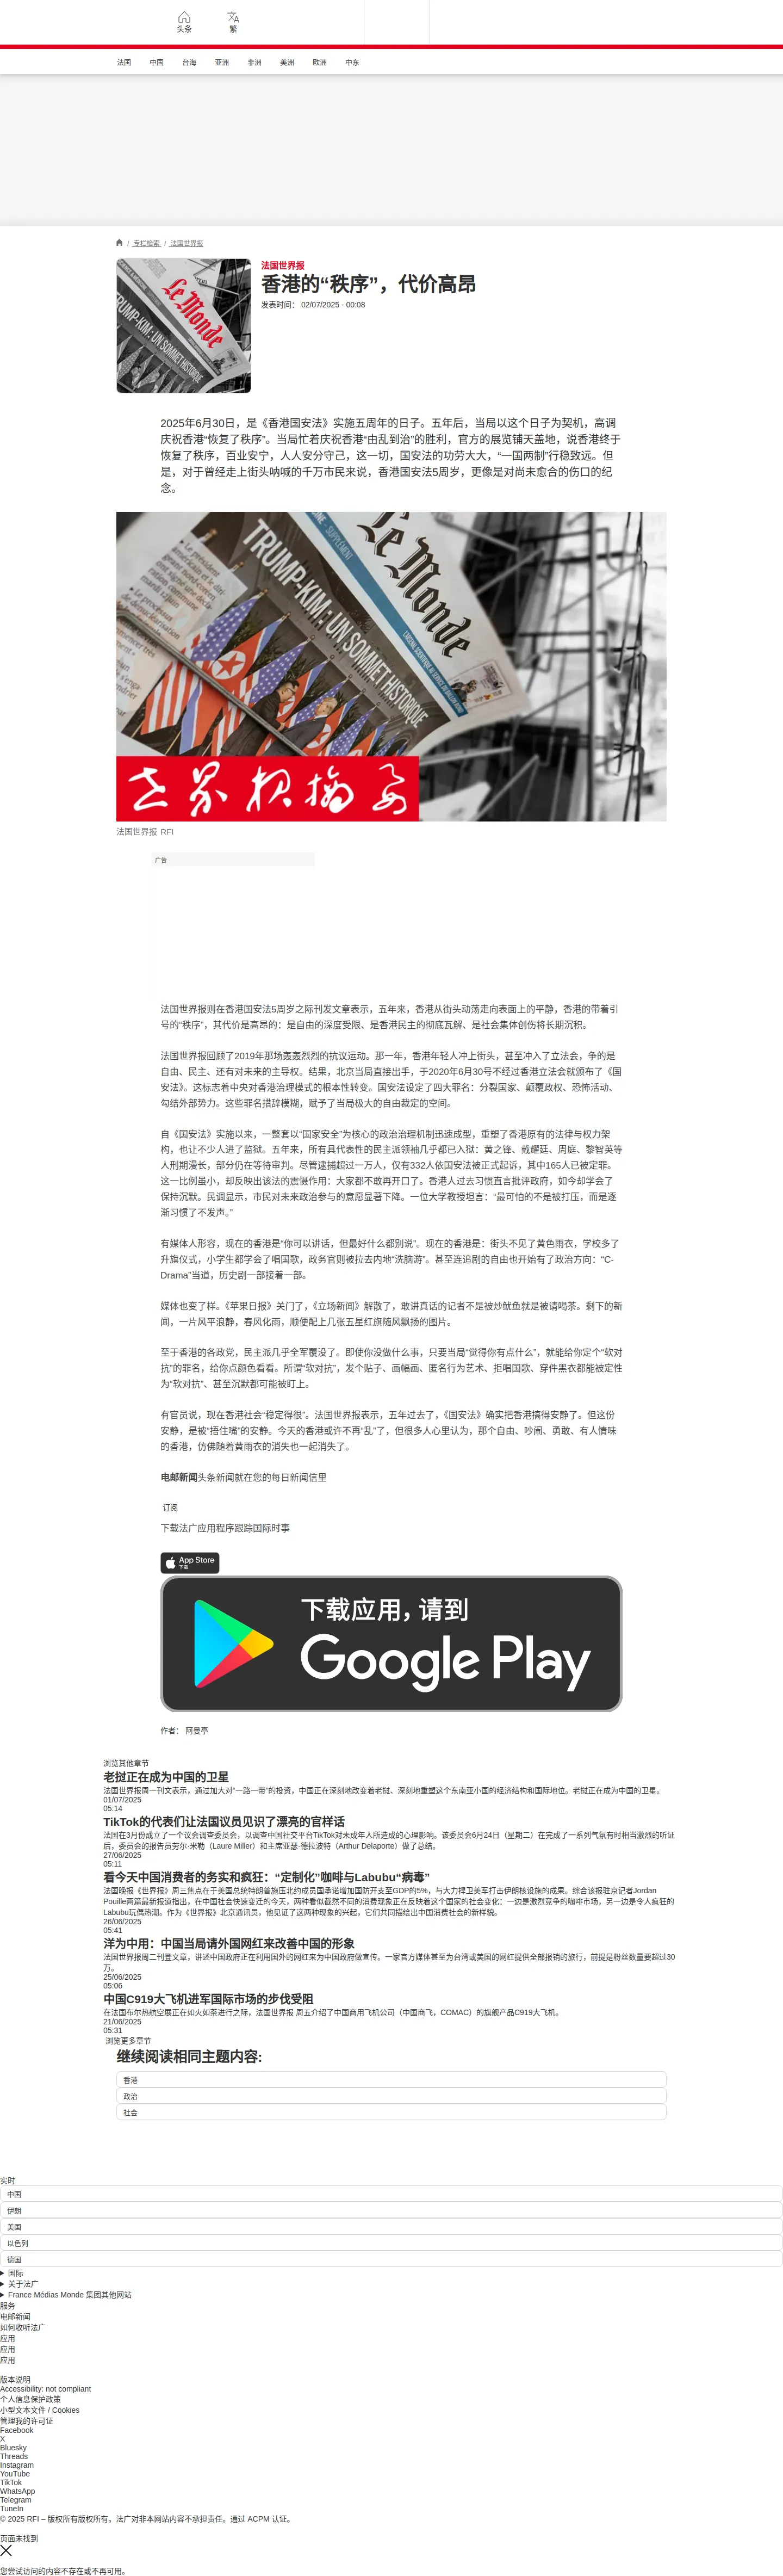 头条
繁
法国
中国
台海
亚洲
非洲
美洲
欧洲
中东
/ 专栏检索 / 法国世界报
法国世界报
香港的“秩序”，代价高昂
发表时间： 02/07/2025 - 00:08
2025年6月30日，是《香港国安法》实施五周年的日子。五年后，当局以这个日子为契机，高调
庆祝香港“恢复了秩序”。当局忙着庆祝香港“由乱到治”的胜利，官方的展览铺天盖地，说香港终于
恢复了秩序，百业安宁，人人安分守己，这一切，国安法的功劳大大，“一国两制”行稳致远。但
是，对于曾经走上街头呐喊的千万市民来说，香港国安法5周岁，更像是对尚未愈合的伤口的纪
念。
Le Monde
TRUMP-KIM : UN SOMMET HISTORIQUE
世界报摘要
法国世界报 RFI
广告
法国世界报则在香港国安法5周岁之际刊发文章表示，五年来，香港从街头动荡走向表面上的平静，香港的带着引
号的“秩序”，其代价是高昂的：是自由的深度受限、是香港民主的彻底瓦解、是社会集体创伤将长期沉积。
法国世界报回顾了2019年那场轰轰烈烈的抗议运动。那一年，香港年轻人冲上街头，甚至冲入了立法会，争的是
自由、民主、还有对未来的主导权。结果，北京当局直接出手，于2020年6月30号不经过香港立法会就颁布了《国
安法》。这标志着中央对香港治理模式的根本性转变。国安法设定了四大罪名：分裂国家、颠覆政权、恐怖活动、
勾结外部势力。这些罪名措辞模糊，赋予了当局极大的自由裁定的空间。
自《国安法》实施以来，一整套以“国家安全”为核心的政治治理机制迅速成型，重塑了香港原有的法律与权力架
构，也让不少人进了监狱。五年来，所有具代表性的民主派领袖几乎都已入狱：黄之锋、戴耀廷、周庭、黎智英等
人刑期漫长，部分仍在等待审判。尽管逮捕超过一万人，仅有332人依国安法被正式起诉，其中165人已被定罪。
这一比例虽小，却反映出该法的震慑作用：大家都不敢再开口了。香港人过去习惯直言批评政府，如今却学会了
保持沉默。民调显示，市民对未来政治参与的意愿显著下降。一位大学教授坦言：“最可怕的不是被打压，而是逐
渐习惯了不发声。”
有媒体人形容，现在的香港是“你可以讲话，但最好什么都别说”。现在的香港是：街头不见了黄色雨衣，学校多了
升旗仪式，小学生都学会了唱国歌，政务官则被拉去内地“洗脑游”。甚至连追剧的自由也开始有了政治方向：“C-
Drama”当道，历史剧一部接着一部。
媒体也变了样。《苹果日报》关门了，《立场新闻》解散了，敢讲真话的记者不是被炒鱿鱼就是被请喝茶。剩下的新
闻，一片风平浪静，春风化雨，顺便配上几张五星红旗随风飘扬的图片。
至于香港的各政党，民主派几乎全军覆没了。即使你没做什么事，只要当局“觉得你有点什么”，就能给你定个“软对
抗”的罪名，给你点颜色看看。所谓“软对抗”，发个贴子、画幅画、匿名行为艺术、拒唱国歌、穿件黑衣都能被定性
为“软对抗”、甚至沉默都可能被盯上。
有官员说，现在香港社会“稳定得很”。法国世界报表示，五年过去了，《国安法》确实把香港搞得安静了。但这份
安静，是被“捂住嘴”的安静。今天的香港或许不再“乱”了，但很多人心里认为，那个自由、吵闹、勇敢、有人情味
的香港，仿佛随着黄雨衣的消失也一起消失了。
电邮新闻头条新闻就在您的每日新闻信里
订阅
下载法广应用程序跟踪国际时事
App Store
下载
下载应用，请到
Google Play
作者： 阿曼亭
浏览其他章节
老挝正在成为中国的卫星
法国世界报周一刊文表示，通过加大对“一路一带”的投资，中国正在深刻地改变着老挝、深刻地重塑这个东南亚小国的经济结构和国际地位。老挝正在成为中国的卫星。
01/07/2025
05:14
TikTok的代表们让法国议员见识了漂亮的官样话
法国在3月份成立了一个议会调查委员会，以调查中国社交平台TikTok对未成年人所造成的心理影响。该委员会6月24日（星期二）在完成了一系列气氛有时相当激烈的听证
后，委员会的报告员劳尔·米勒（Laure Miller）和主席亚瑟·德拉波特（Arthur Delaporte）做了总结。
27/06/2025
05:11
看今天中国消费者的务实和疯狂：“定制化”咖啡与Labubu“病毒”
法国晚报《世界报》周三焦点在于美国总统特朗普施压北约成员国承诺增加国防开支至GDP的5%，与大力捍卫美军打击伊朗核设施的成果。综合该报驻京记者Jordan
Pouille两篇最新报道指出，在中国社会快速变迁的今天，两种看似截然不同的消费现象正在反映着这个国家的社会变化：一边是激烈竞争的咖啡市场，另一边是令人疯狂的
Labubu玩偶热潮。作为《世界报》北京通讯员，他见证了这两种现象的兴起，它们共同描绘出中国消费社会的新样貌。
26/06/2025
05:41
洋为中用：中国当局请外国网红来改善中国的形象
法国世界报周二刊登文章，讲述中国政府正在利用国外的网红来为中国政府做宣传。一家官方媒体甚至为台湾或美国的网红提供全部报销的旅行，前提是粉丝数量要超过30
万。
25/06/2025
05:06
中国C919大飞机进军国际市场的步伐受阻
在法国布尔热航空展正在如火如荼进行之际，法国世界报 周五介绍了中国商用飞机公司（中国商飞，COMAC）的旗舰产品C919大飞机。
21/06/2025
05:31
浏览更多章节
继续阅读相同主题内容:
香港
政治
社会
实时
中国
伊朗
美国
以色列
德国
国际
关于法广
France Médias Monde 集团其他网站
服务
电邮新闻
如何收听法广
应用
应用
应用
版本说明
Accessibility: not compliant
个人信息保护政策
小型文本文件 / Cookies
管理我的许可证
Facebook
X
Bluesky
Threads
Instagram
YouTube
TikTok
WhatsApp
Telegram
TuneIn
© 2025 RFI – 版权所有版权所有。法广对非本网站内容不承担责任。通过 ACPM 认证。
页面未找到
您尝试访问的内容不存在或不再可用。